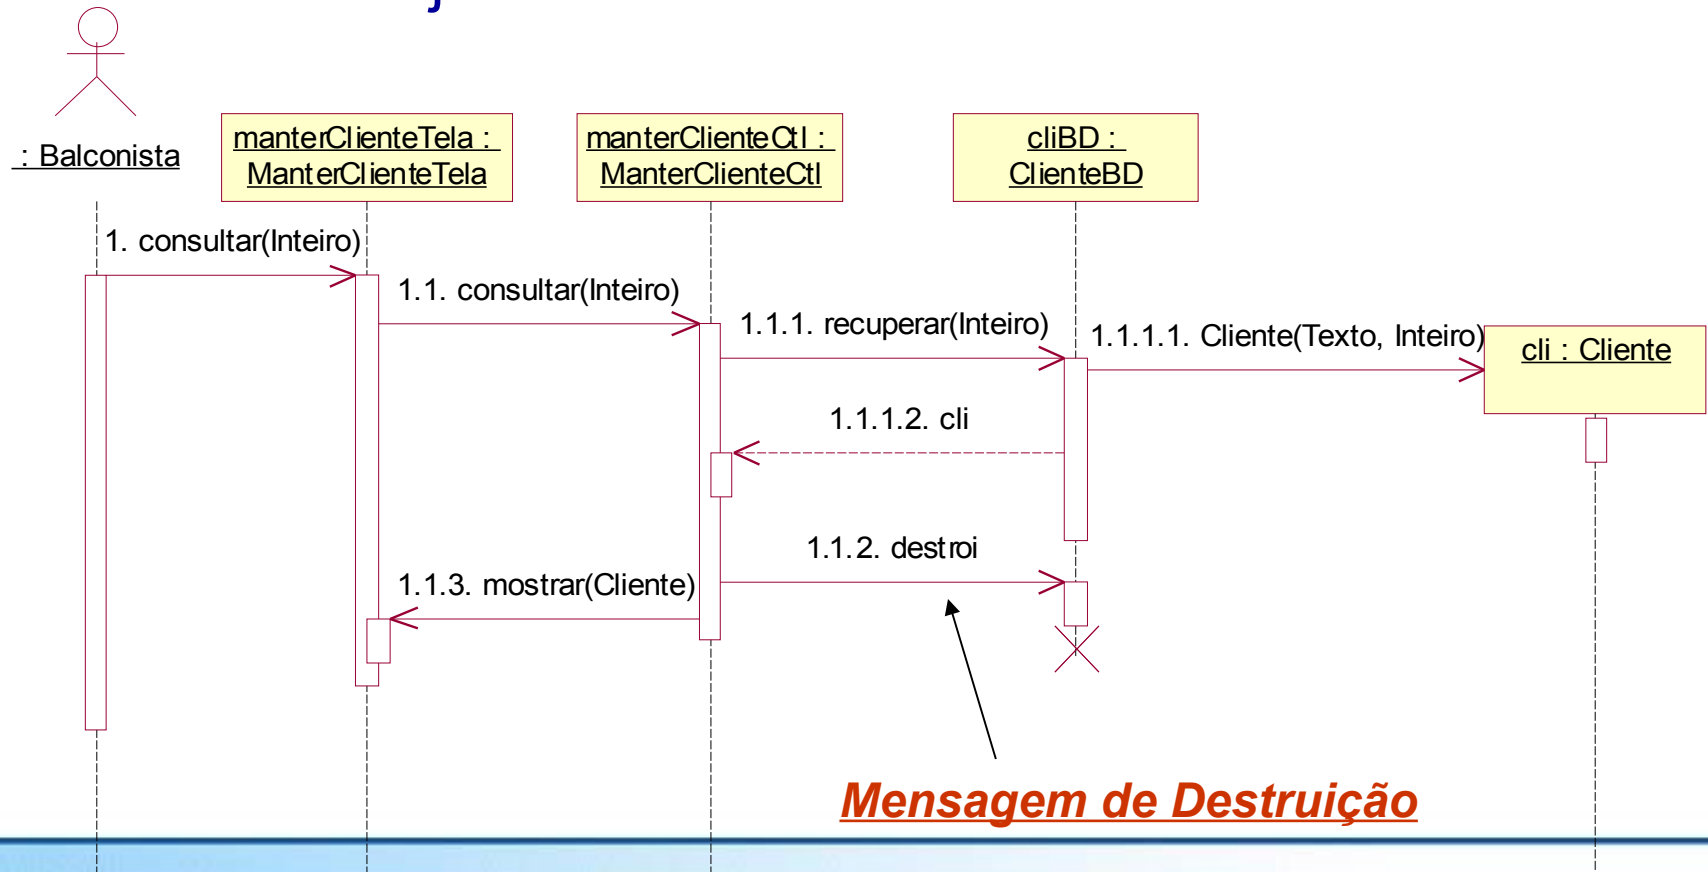 : Balconista
manterClienteTela :
ManterClienteTela
manterClienteCtl :
ManterClienteCtl
cliBD :
ClienteBD
1. consultar(Inteiro)
1.1. consultar(Inteiro)
1.1.1. recuperar(Inteiro)
1.1.1.1. Cliente(Texto, Inteiro)
cli : Cliente
1.1.1.2. cli
1.1.2. destroi
1.1.3. mostrar(Cliente)
Mensagem de Destruição